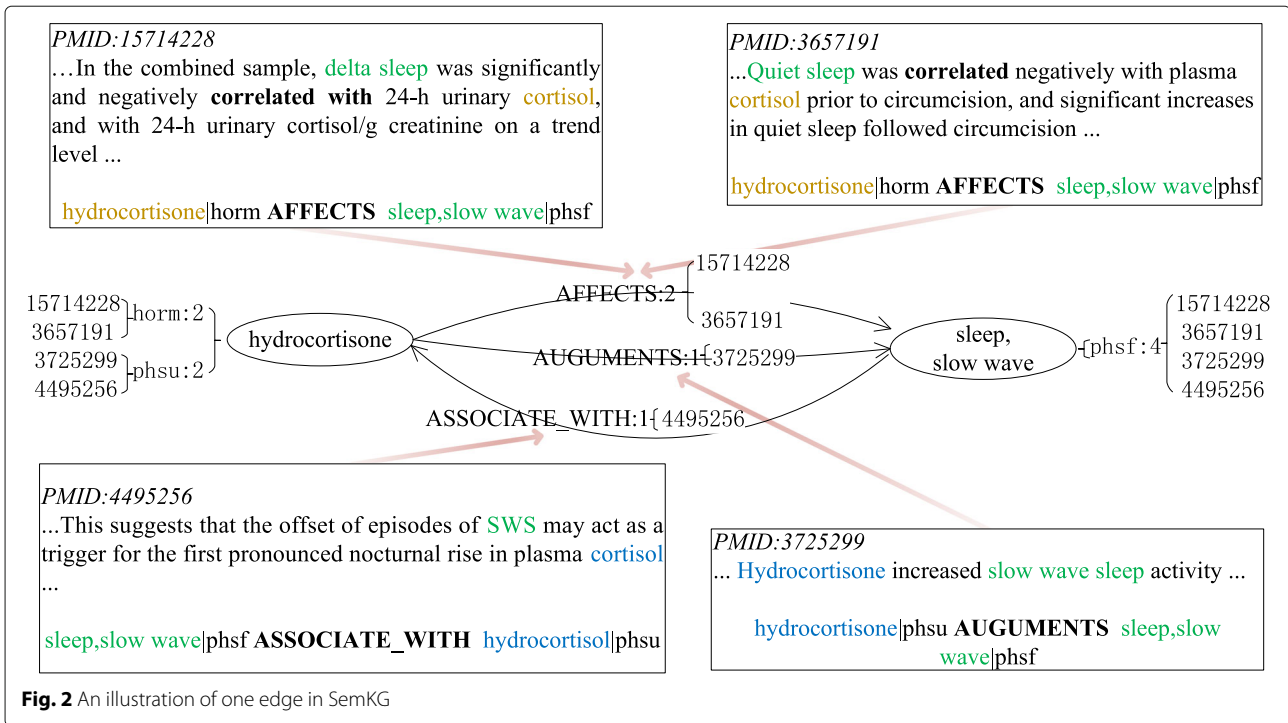 PMID:15714228
...In the combined sample, delta sleep was significantly
and negatively correlated with 24-h urinary cortisol,
and with 24-h urinary cortisol/g creatinine on a trend
level ...
hydrocortisone|horm AFFECTS sleep,slow wave|phsf
PMID:3657191
...Quiet sleep was correlated negatively with plasma
cortisol prior to circumcision, and significant increases
in quiet sleep followed circumcision ...
hydrocortisone|horm AFFECTS sleep,slow wave|phsf
15714228
3657191
horm:2
3725299
4495256
phsu:2
hydrocortisone
AFFECTS:2
15714228
3657191
AUGUMENTS:1
3725299
ASSOCIATE_WITH:1
4495256
sleep,
slow wave
phsf:4
15714228
3657191
3725299
4495256
PMID:4495256
...This suggests that the offset of episodes of SWS may act as a
trigger for the first pronounced nocturnal rise in plasma cortisol
...
sleep,slow wave|phsf ASSOCIATE_WITH hydrocortisol|phsu
PMID:3725299
... Hydrocortisone increased slow wave sleep activity ...
hydrocortisone|phsu AUGUMENTS sleep,slow
wave|phsf
Fig. 2 An illustration of one edge in SemKG